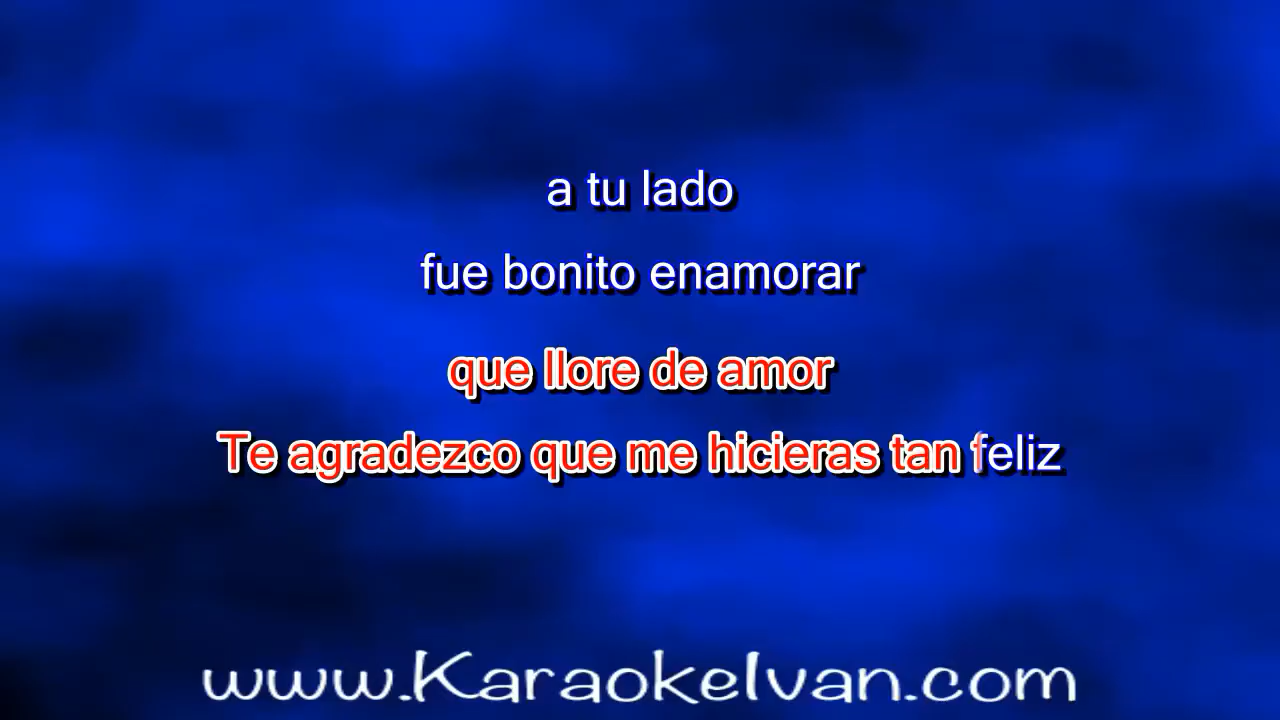 a tu lado
fue bonito enamorar
que llore de amor
Te agradezco que me hicieras tan feliz
www.KaraokeIvan.com